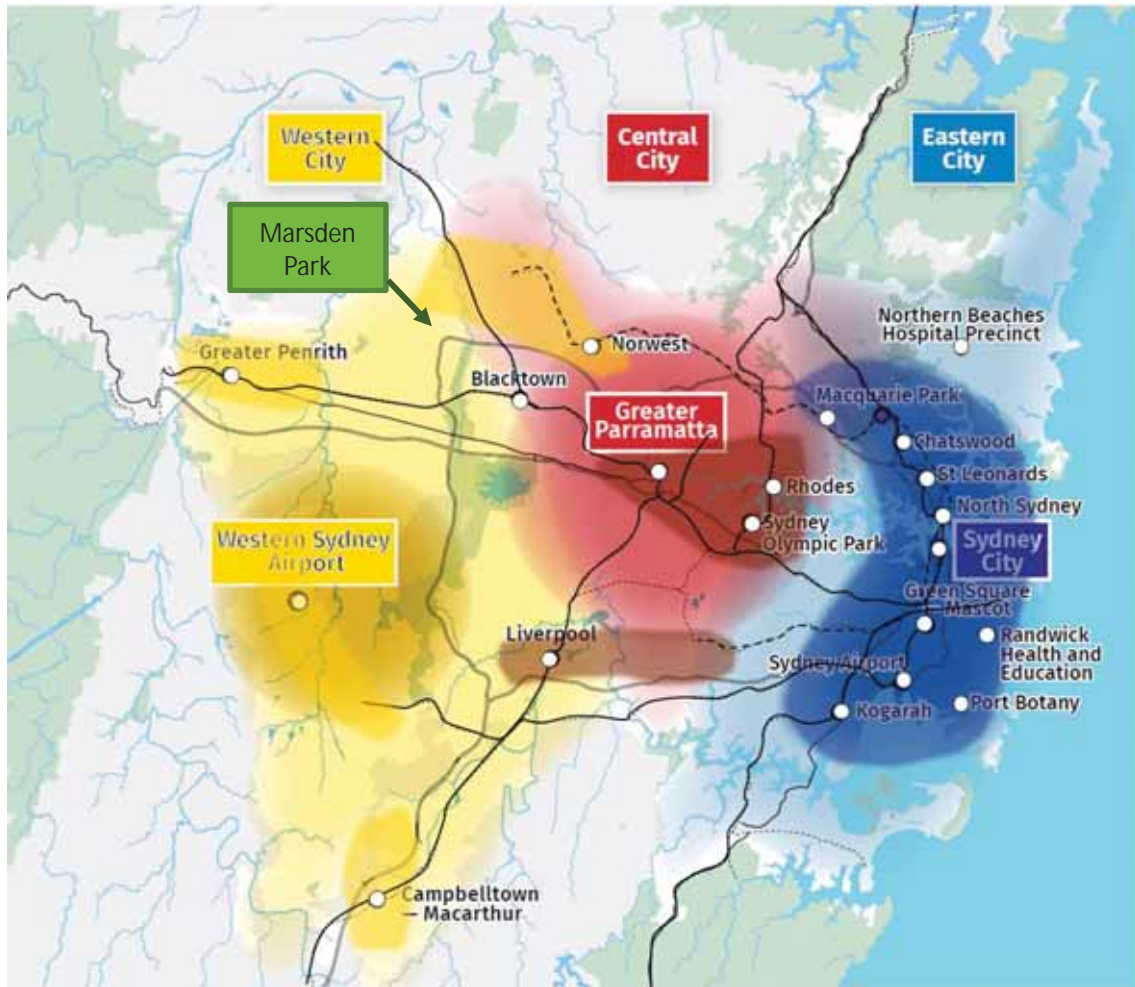 Western
City
Central
City
Eastern
City
Marsden
Park
Northern Beaches
Hospital Precinct
Norwest
Greater Penrith
Blacktown
Macquarie Park
Greater
Parramatta
Chatswood
St Leonards
Rhodes
North Sydney
Sydney
Olympic Park
Western Sydney
Airport
Sydney
City
Green Square
Mascot
Liverpool
Randwick
Health and
Education
Sydney Airport
Kogarah
Port Botany
Campbelltown
– Macarthur